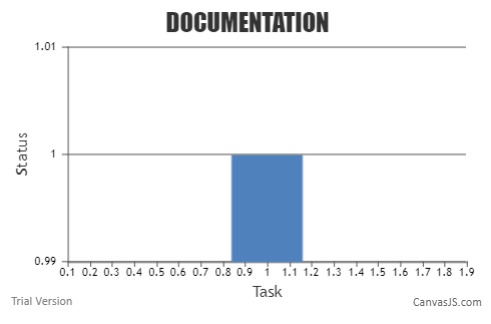 DOCUMENTATION
1.01
Status
1
0.99
0.1 0.2 0.3 0.4 0.5 0.6 0.7 0.8 0.9 1 1.1 1.2 1.3 1.4 1.5 1.6 1.7 1.8 1.9
Task
Trial Version
CanvasJS.com